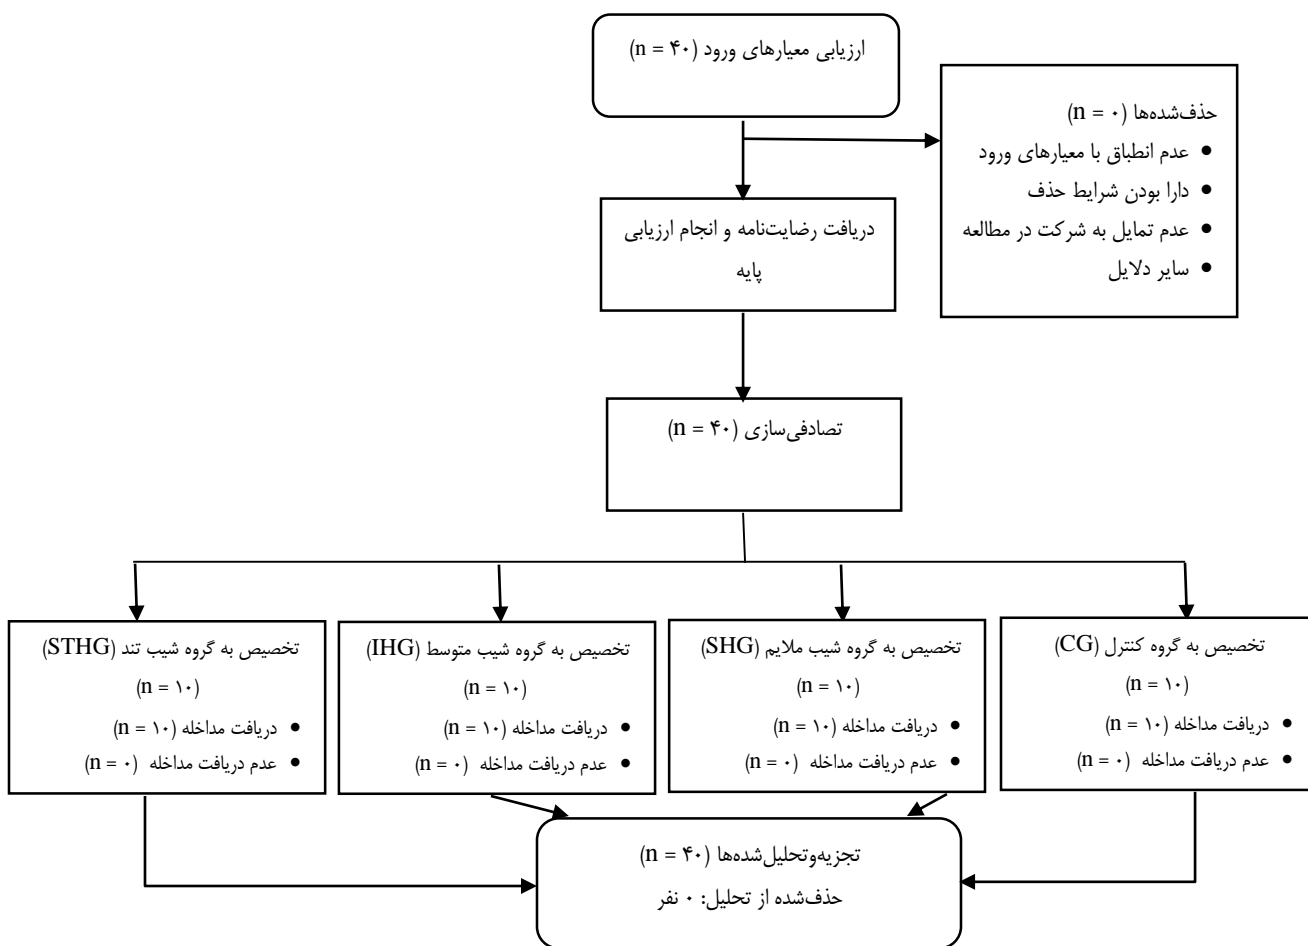 ارزیابی معیارهای ورود (n = ۴۰)
حذف‌شده‌ها (n = ۰)
• عدم انطباق با معیارهای ورود
• دارا بودن شرایط حذف
• عدم تمایل به شرکت در مطالعه
• سایر دلایل
دریافت رضایت‌نامه و انجام ارزیابی
پایه
تصادفی‌سازی (n = ۴۰)
تخصیص به گروه کنترل (CG)
(n = ۱۰)
• دریافت مداخله (n = ۱۰)
• عدم دریافت مداخله (n = ۰)
تخصیص به گروه شیب ملایم (SHG)
(n = ۱۰)
• دریافت مداخله (n = ۱۰)
• عدم دریافت مداخله (n = ۰)
تخصیص به گروه شیب متوسط (IHG)
(n = ۱۰)
• دریافت مداخله (n = ۱۰)
• عدم دریافت مداخله (n = ۰)
تخصیص به گروه شیب تند (STHG)
(n = ۱۰)
• دریافت مداخله (n = ۱۰)
• عدم دریافت مداخله (n = ۰)
تجزیه‌وتحلیل‌شده‌ها (n = ۴۰)
حذف‌شده از تحلیل: ۰ نفر